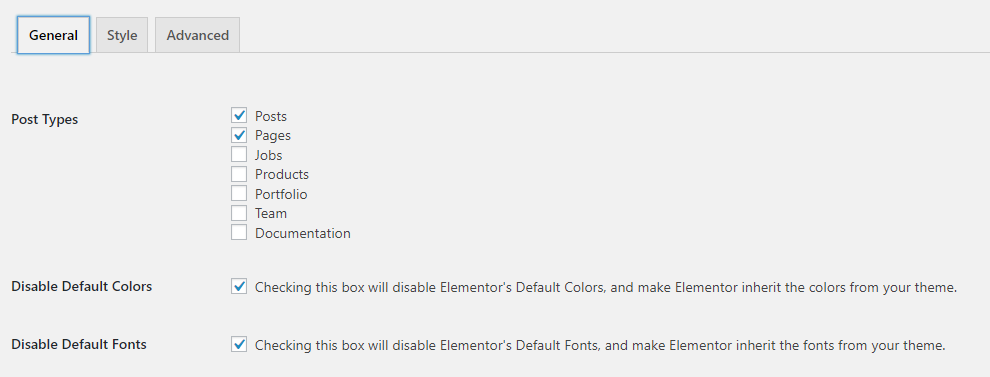 General
Style
Advanced
Post Types
Posts
Pages
Jobs
Products
Portfolio
Team
Documentation
Disable Default Colors
Checking this box will disable Elementor's Default Colors, and make Elementor inherit the colors from your theme.
Disable Default Fonts
Checking this box will disable Elementor's Default Fonts, and make Elementor inherit the fonts from your theme.